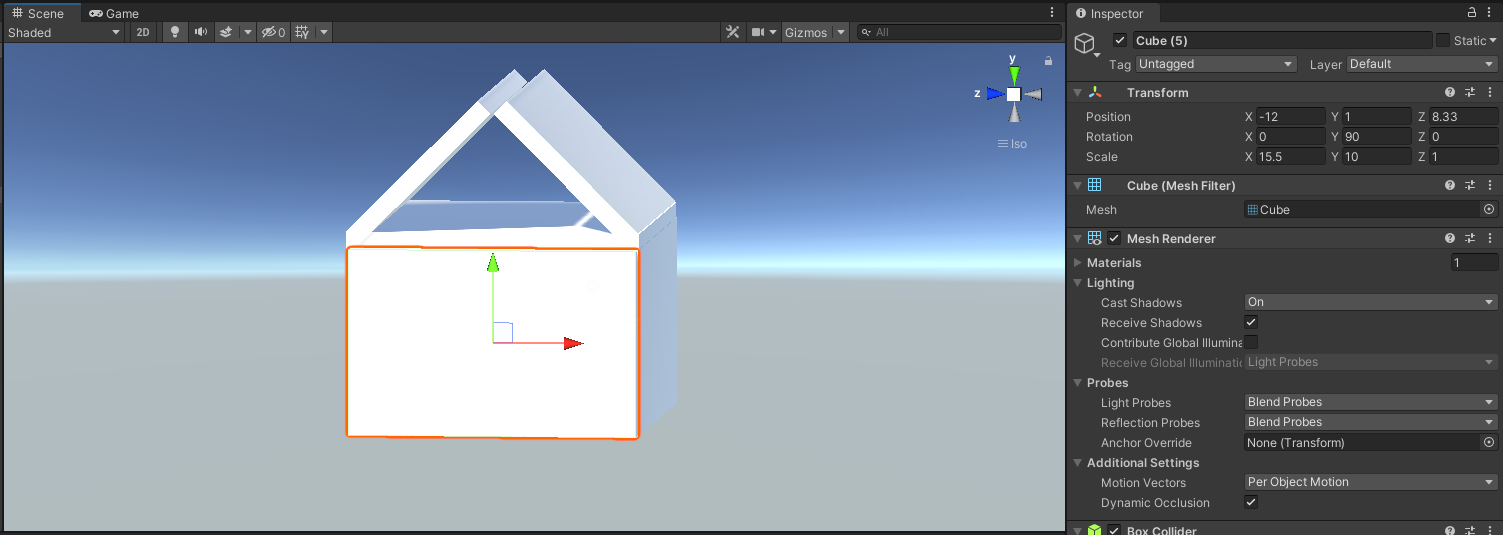 Scene Game
Shaded 2D 0 Gizmos All
y
z
Iso
Inspector
Cube (5) Static
Tag Untagged Layer Default
Transform
Position X -12 Y 1 Z 8.33
Rotation X 0 Y 90 Z 0
Scale X 15.5 Y 10 Z 1
Cube (Mesh Filter)
Mesh Cube
Mesh Renderer
Materials 1
Lighting
Cast Shadows On
Receive Shadows
Contribute Global Illumina
Receive Global Illuminatio Light Probes
Probes
Light Probes Blend Probes
Reflection Probes Blend Probes
Anchor Override None (Transform)
Additional Settings
Motion Vectors Per Object Motion
Dynamic Occlusion
Box Collider